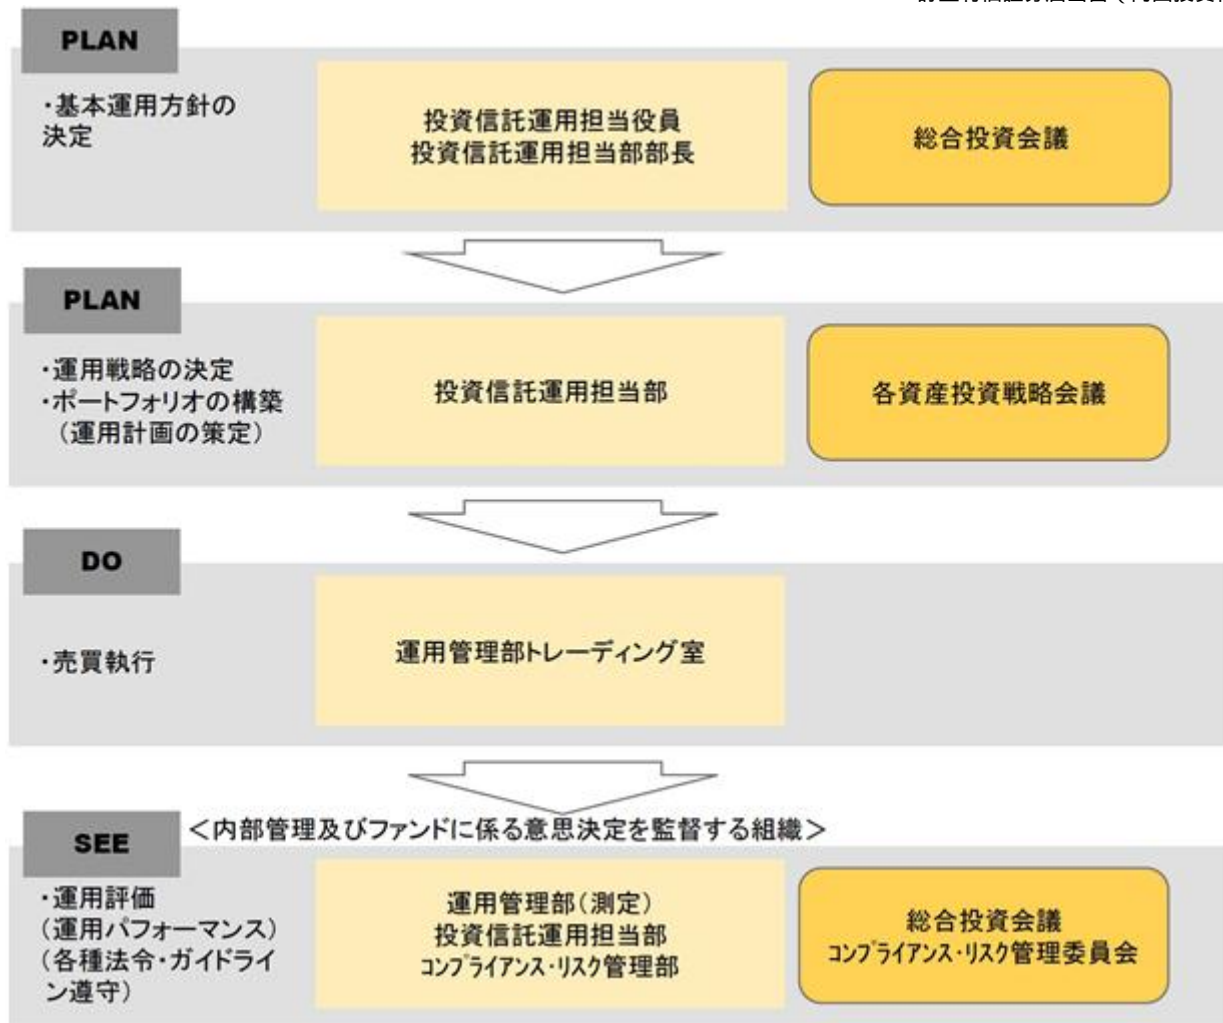 PLAN
・基本運用方針の
決定
投資信託運用担当役員
投資信託運用担当部部長
総合投資会議
PLAN
・運用戦略の決定
・ポートフォリオの構築
（運用計画の策定）
投資信託運用担当部
各資産投資戦略会議
DO
・売買執行
運用管理部トレーディング室
SEE
＜内部管理及びファンドに係る意思決定を監督する組織＞
・運用評価
（運用パフォーマンス）
（各種法令・ガイドライ
ン遵守）
運用管理部（測定）
投資信託運用担当部
ｺﾝﾌﾟﾗｲｱﾝｽ・ﾘｽｸ管理部
総合投資会議
ｺﾝﾌﾟﾗｲｱﾝｽ・ﾘｽｸ管理委員会